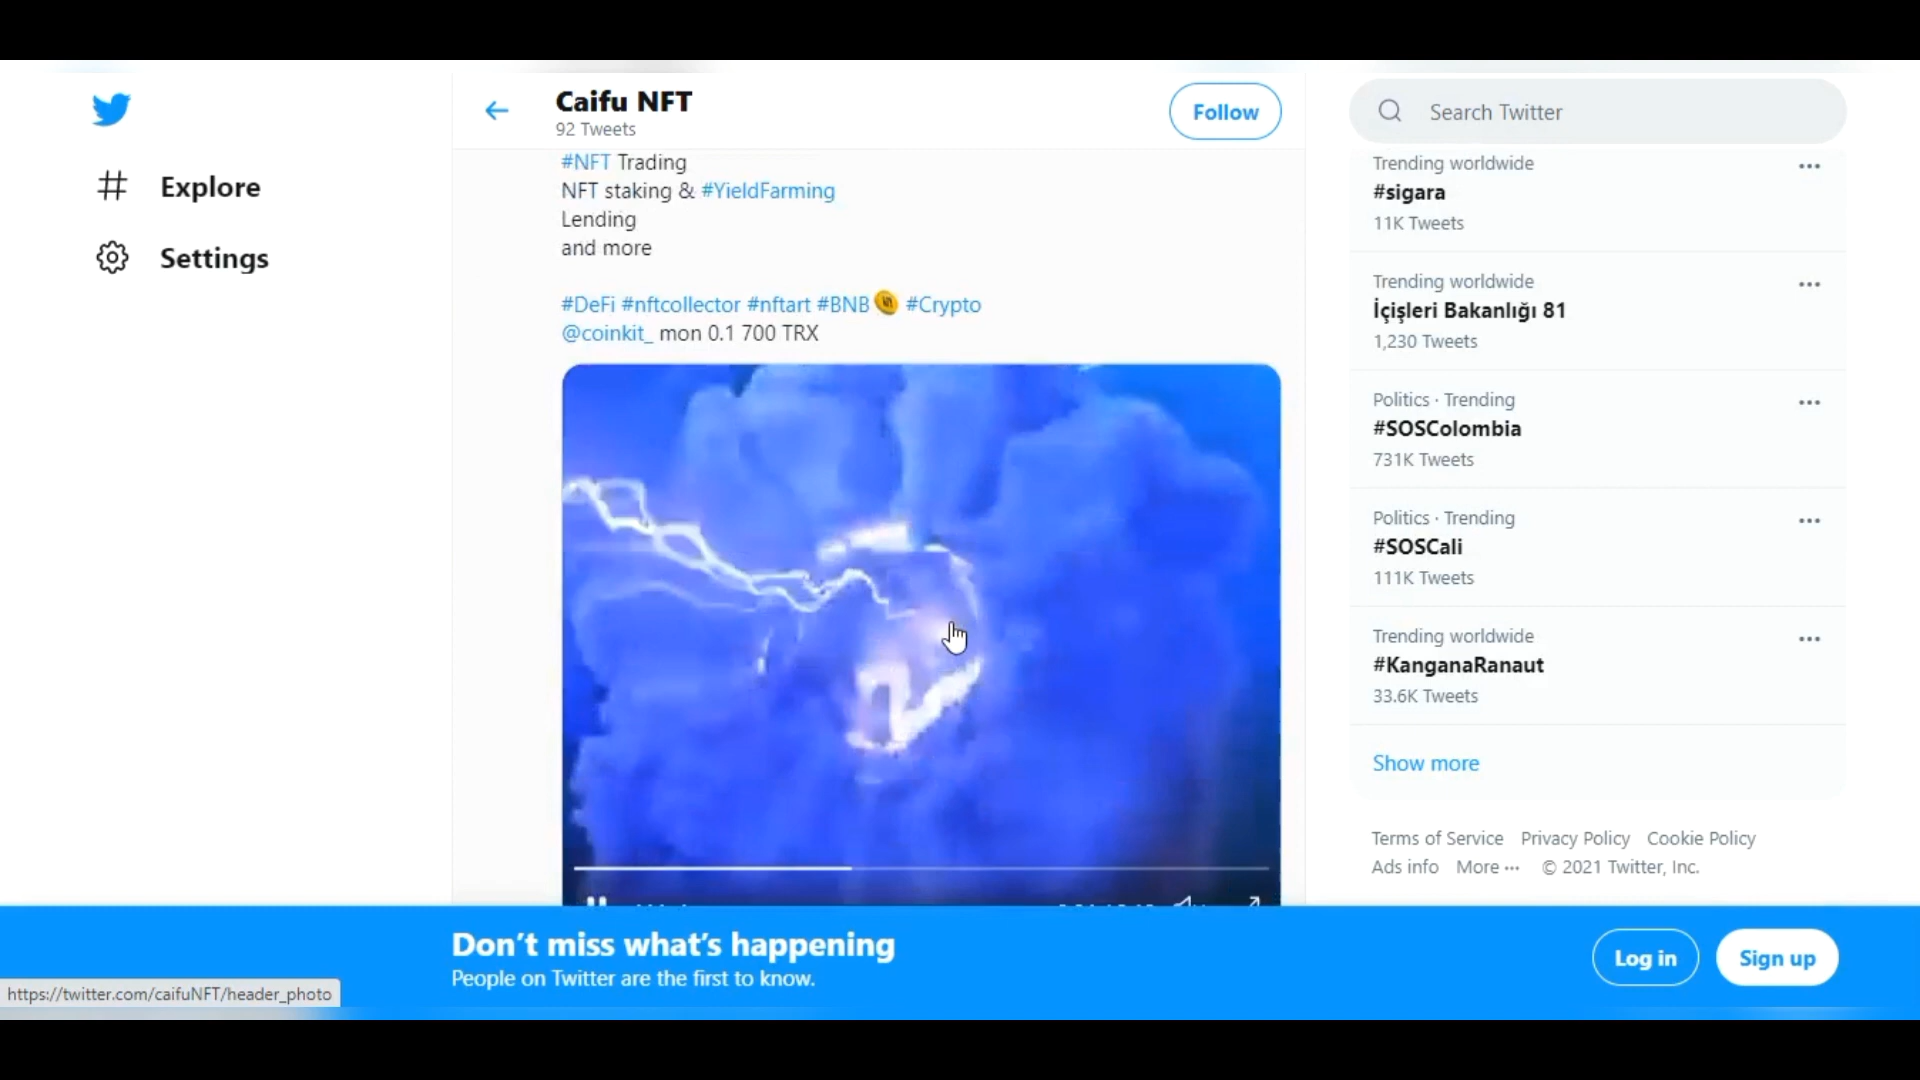 Caifu NFT
92 Tweets
Follow
Search Twitter
Explore
Settings
#NFT Trading
NFT staking & #YieldFarming
Lending
and more
#DeFi #nftcollector #nftart #BNB #Crypto
@coinkit_ mon 0.1 700 TRX
Trending worldwide
#sigara
11K Tweets
Trending worldwide
İçişleri Bakanlığı 81
1,230 Tweets
Politics · Trending
#SOSColombia
731K Tweets
Politics · Trending
#SOSCali
111K Tweets
Trending worldwide
#KanganaRanaut
33.6K Tweets
Show more
Terms of Service Privacy Policy Cookie Policy
Ads info More ··· © 2021 Twitter, Inc.
Don't miss what's happening
People on Twitter are the first to know.
Log in
Sign up
https://twitter.com/caifuNFT/header_photo